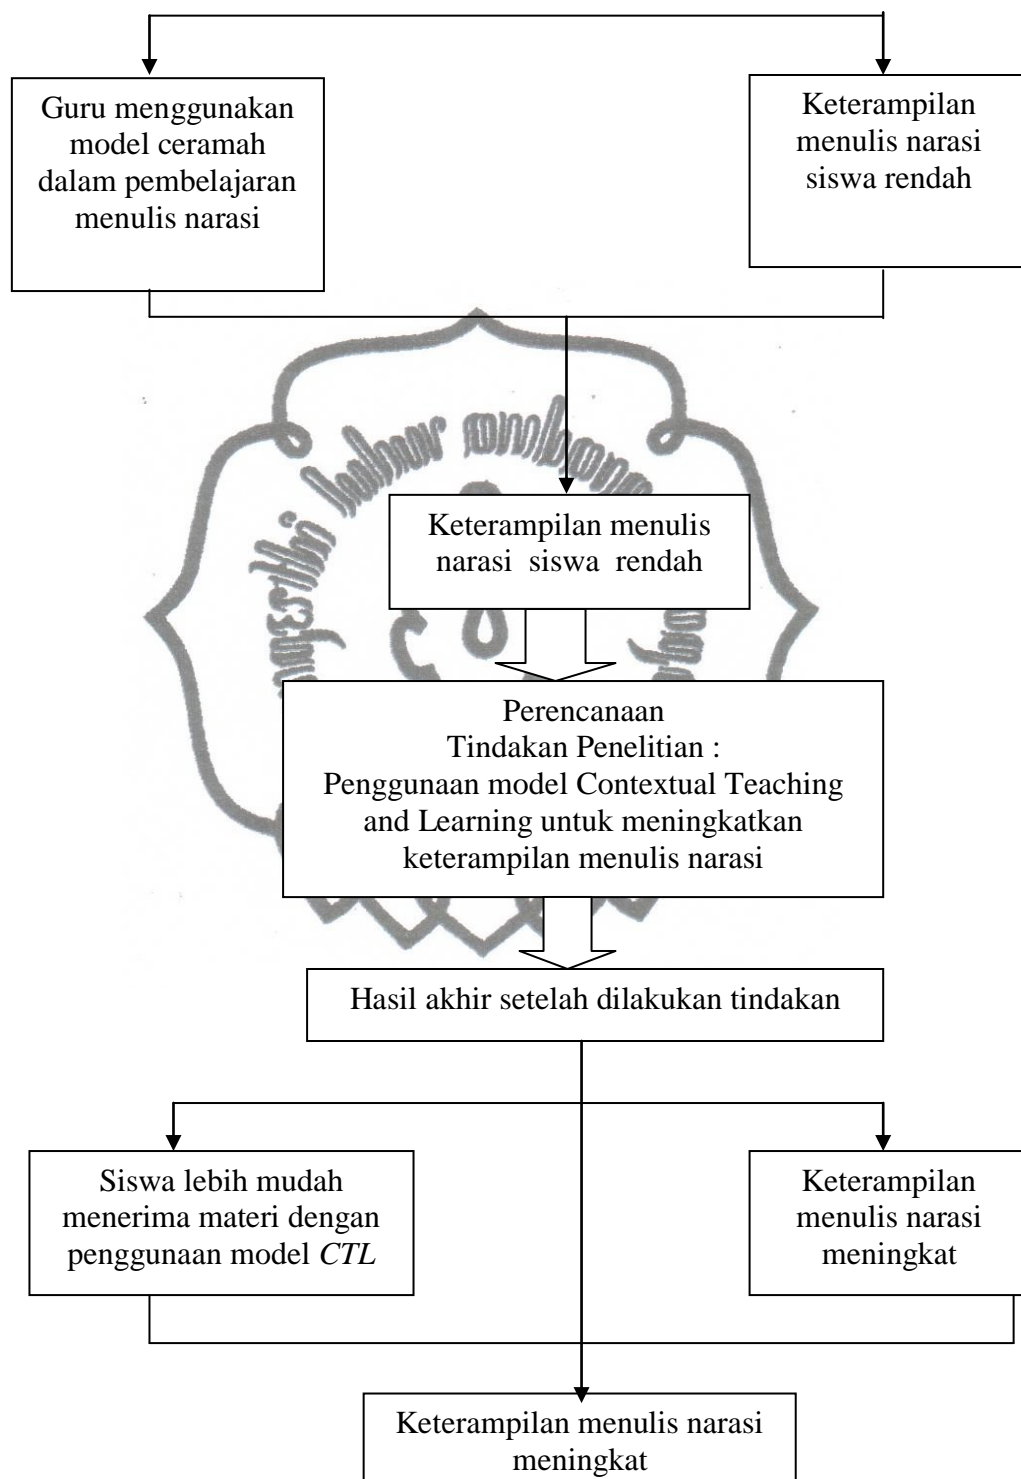 Guru menggunakan
model ceramah
dalam pembelajaran
menulis narasi
Keterampilan
menulis narasi
siswa rendah
Keterampilan menulis
narasi siswa rendah
Perencanaan
Tindakan Penelitian :
Penggunaan model Contextual Teaching
and Learning untuk meningkatkan
keterampilan menulis narasi
Hasil akhir setelah dilakukan tindakan
Siswa lebih mudah
menerima materi dengan
penggunaan model CTL
Keterampilan
menulis narasi
meningkat
Keterampilan menulis narasi
meningkat